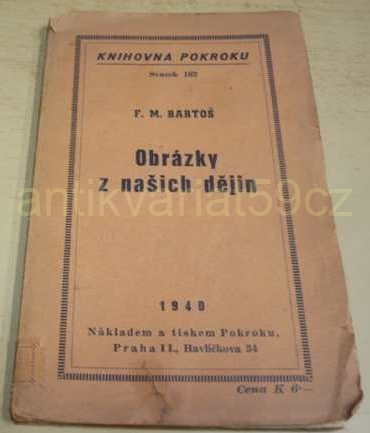 KNIHOVNA POKROKU
Svazek 162
F. M. BARTOŠ
Obrázky
z našich dějin
antikvariat59cz
1940
Nákladem a tiskem Pokroku,
Praha II., Havlíčkova 34
Cena K 6·—